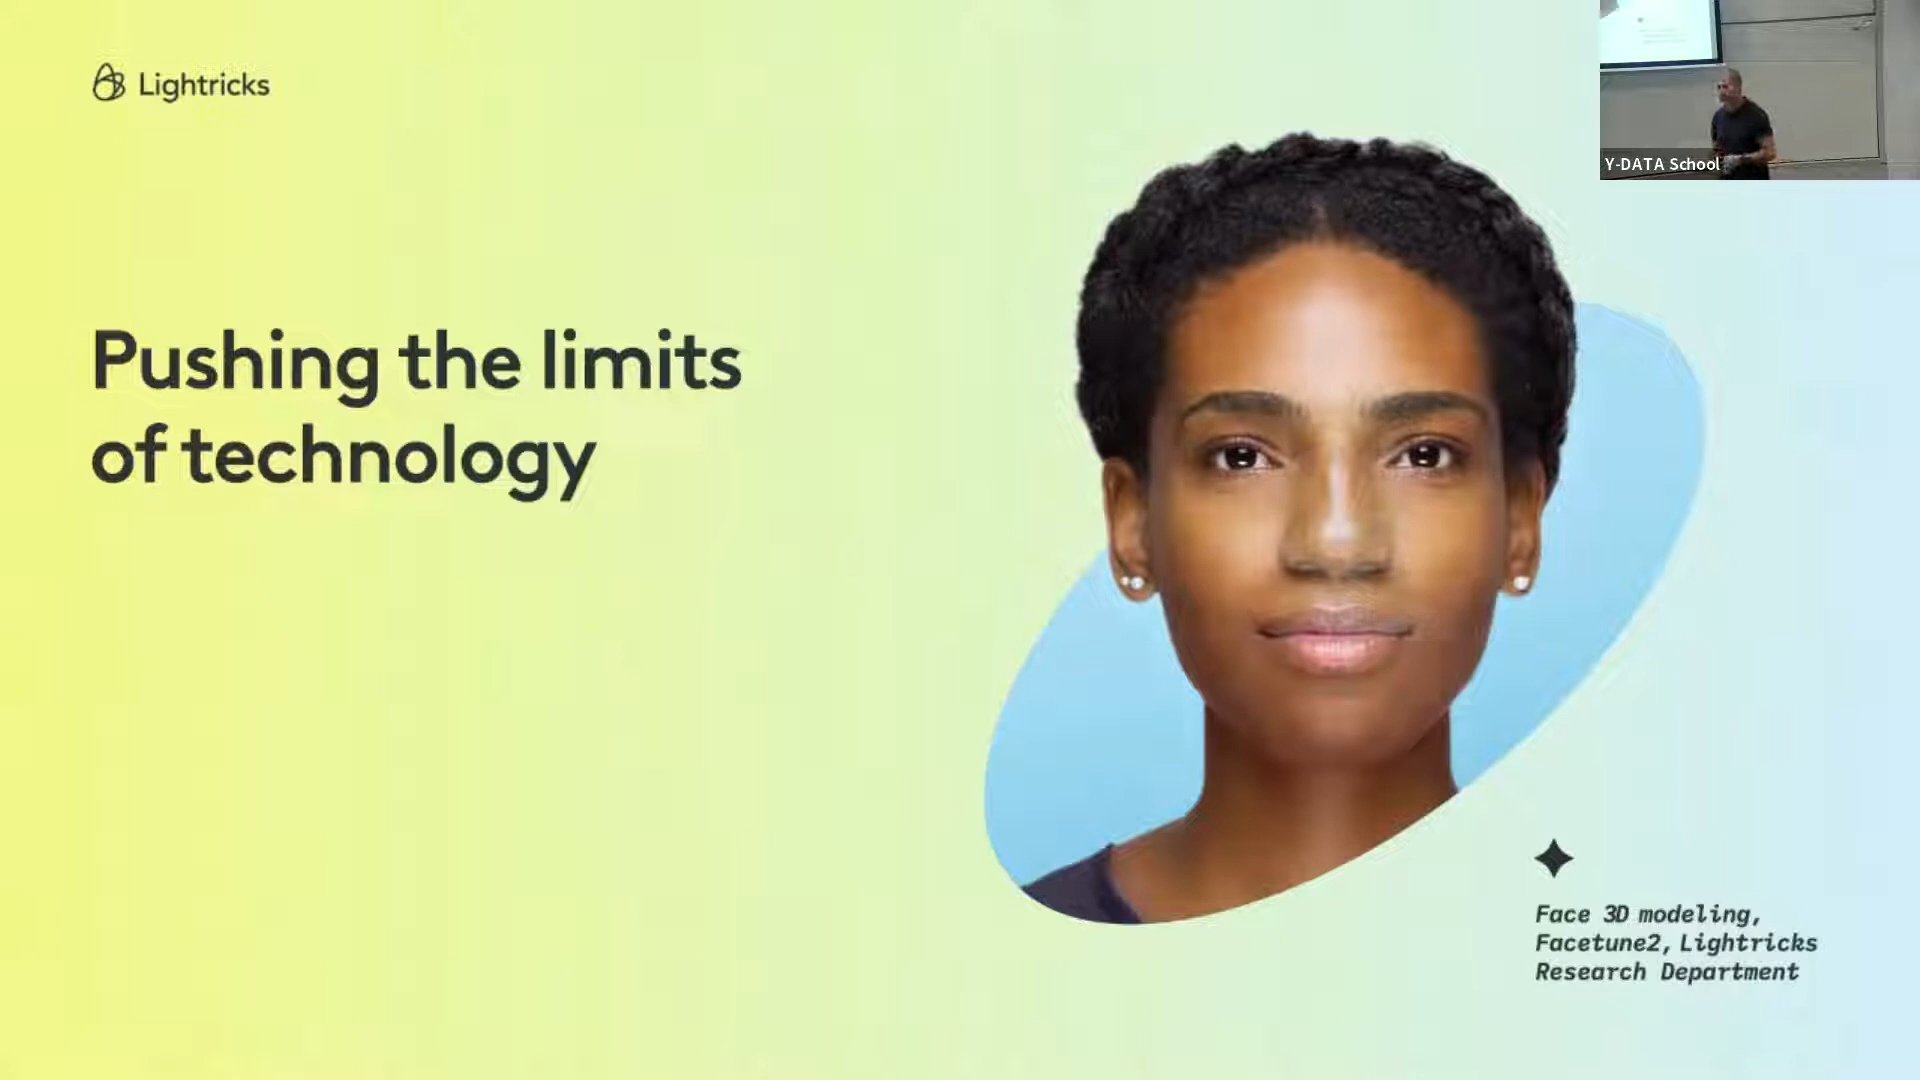 Lightricks
Y-DATA School
Pushing the limits
of technology
Face 3D modeling,
Facetune2, Lightricks
Research Department